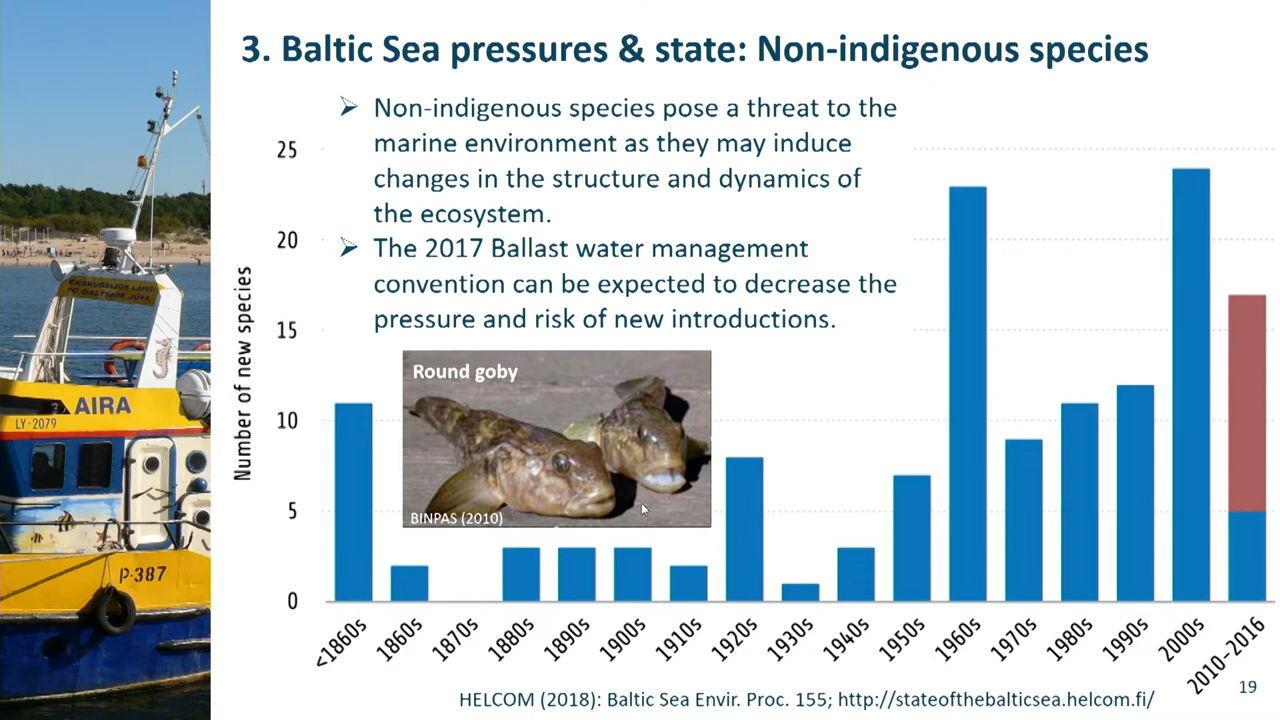 3. Baltic Sea pressures & state: Non-indigenous species
➢ Non-indigenous species pose a threat to the
marine environment as they may induce
changes in the structure and dynamics of
the ecosystem.
➢ The 2017 Ballast water management
convention can be expected to decrease the
pressure and risk of new introductions.
Number of new species
25
20
15
10
5
0
Round goby
BINPAS (2010)
<1860s
1860s
1870s
1880s
1890s
1900s
1910s
1920s
1930s
1940s
1950s
1960s
1970s
1980s
1990s
2000s
2010-2016
HELCOM (2018): Baltic Sea Envir. Proc. 155; http://stateofthebalticsea.helcom.fi/
19
AIRA
LY-2079
P-387